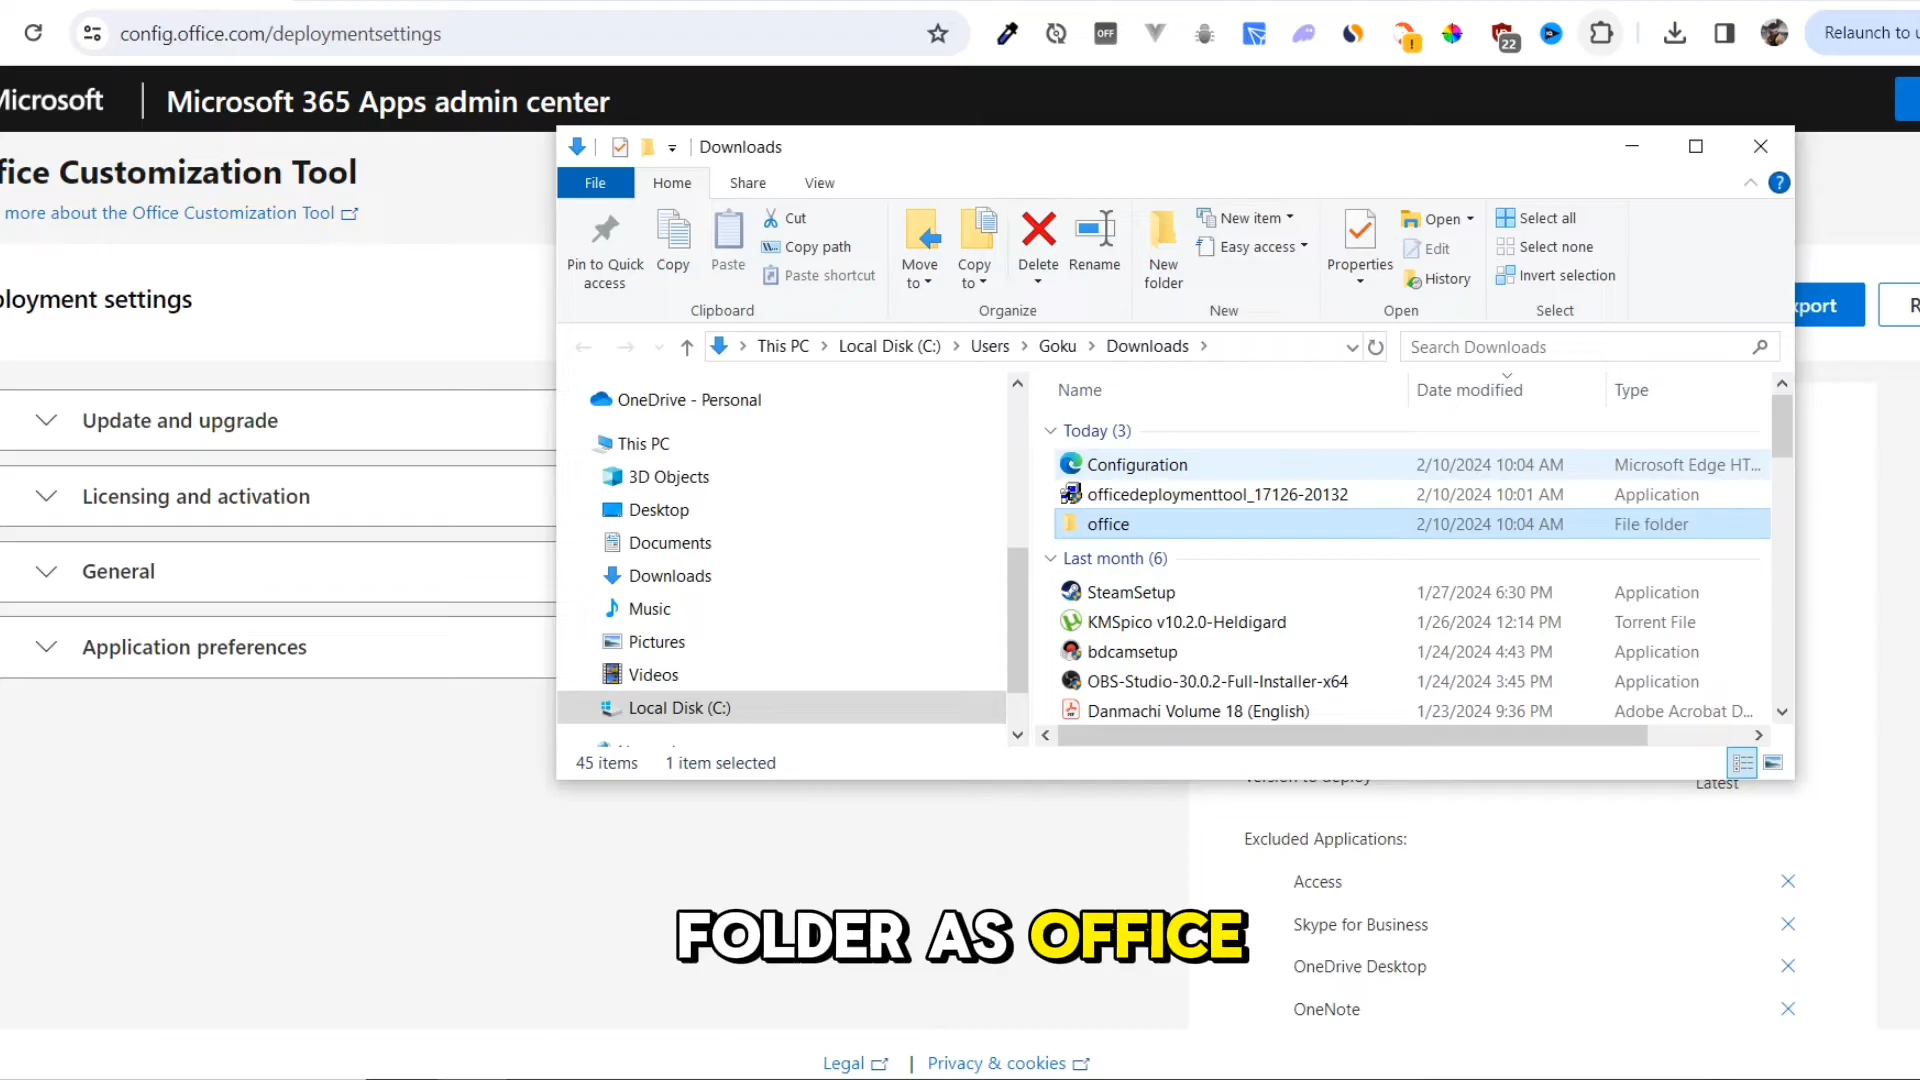 config.office.com/deploymentsettings
OFF
!
22
Relaunch to u
Microsoft
Microsoft 365 Apps admin center
fice Customization Tool
more about the Office Customization Tool
ployment settings
xport
R
Update and upgrade
Licensing and activation
General
Application preferences
Downloads
File
Home
Share
View
?
Pin to Quick access
Copy
Paste
Cut
Copy path
Paste shortcut
Clipboard
Move to
Copy to
Delete
Rename
Organize
New folder
New item
Easy access
New
Properties
Open
Edit
History
Open
Select all
Select none
Invert selection
Select
This PC
Local Disk (C:)
Users
Goku
Downloads
Search Downloads
OneDrive - Personal
This PC
3D Objects
Desktop
Documents
Downloads
Music
Pictures
Videos
Local Disk (C:)
Name
Date modified
Type
Today (3)
Configuration 2/10/2024 10:04 AM Microsoft Edge HT...
officedeploymenttool_17126-20132 2/10/2024 10:01 AM Application
office 2/10/2024 10:04 AM File folder
Last month (6)
SteamSetup 1/27/2024 6:30 PM Application
KMSpico v10.2.0-Heldigard 1/26/2024 12:14 PM Torrent File
bdcamsetup 1/24/2024 4:43 PM Application
OBS-Studio-30.0.2-Full-Installer-x64 1/24/2024 3:45 PM Application
Danmachi Volume 18 (English) 1/23/2024 9:36 PM Adobe Acrobat D...
45 items
1 item selected
Version to deploy
Latest
Excluded Applications:
Access
Skype for Business
OneDrive Desktop
OneNote
FOLDER AS OFFICE
Legal
|
Privacy & cookies